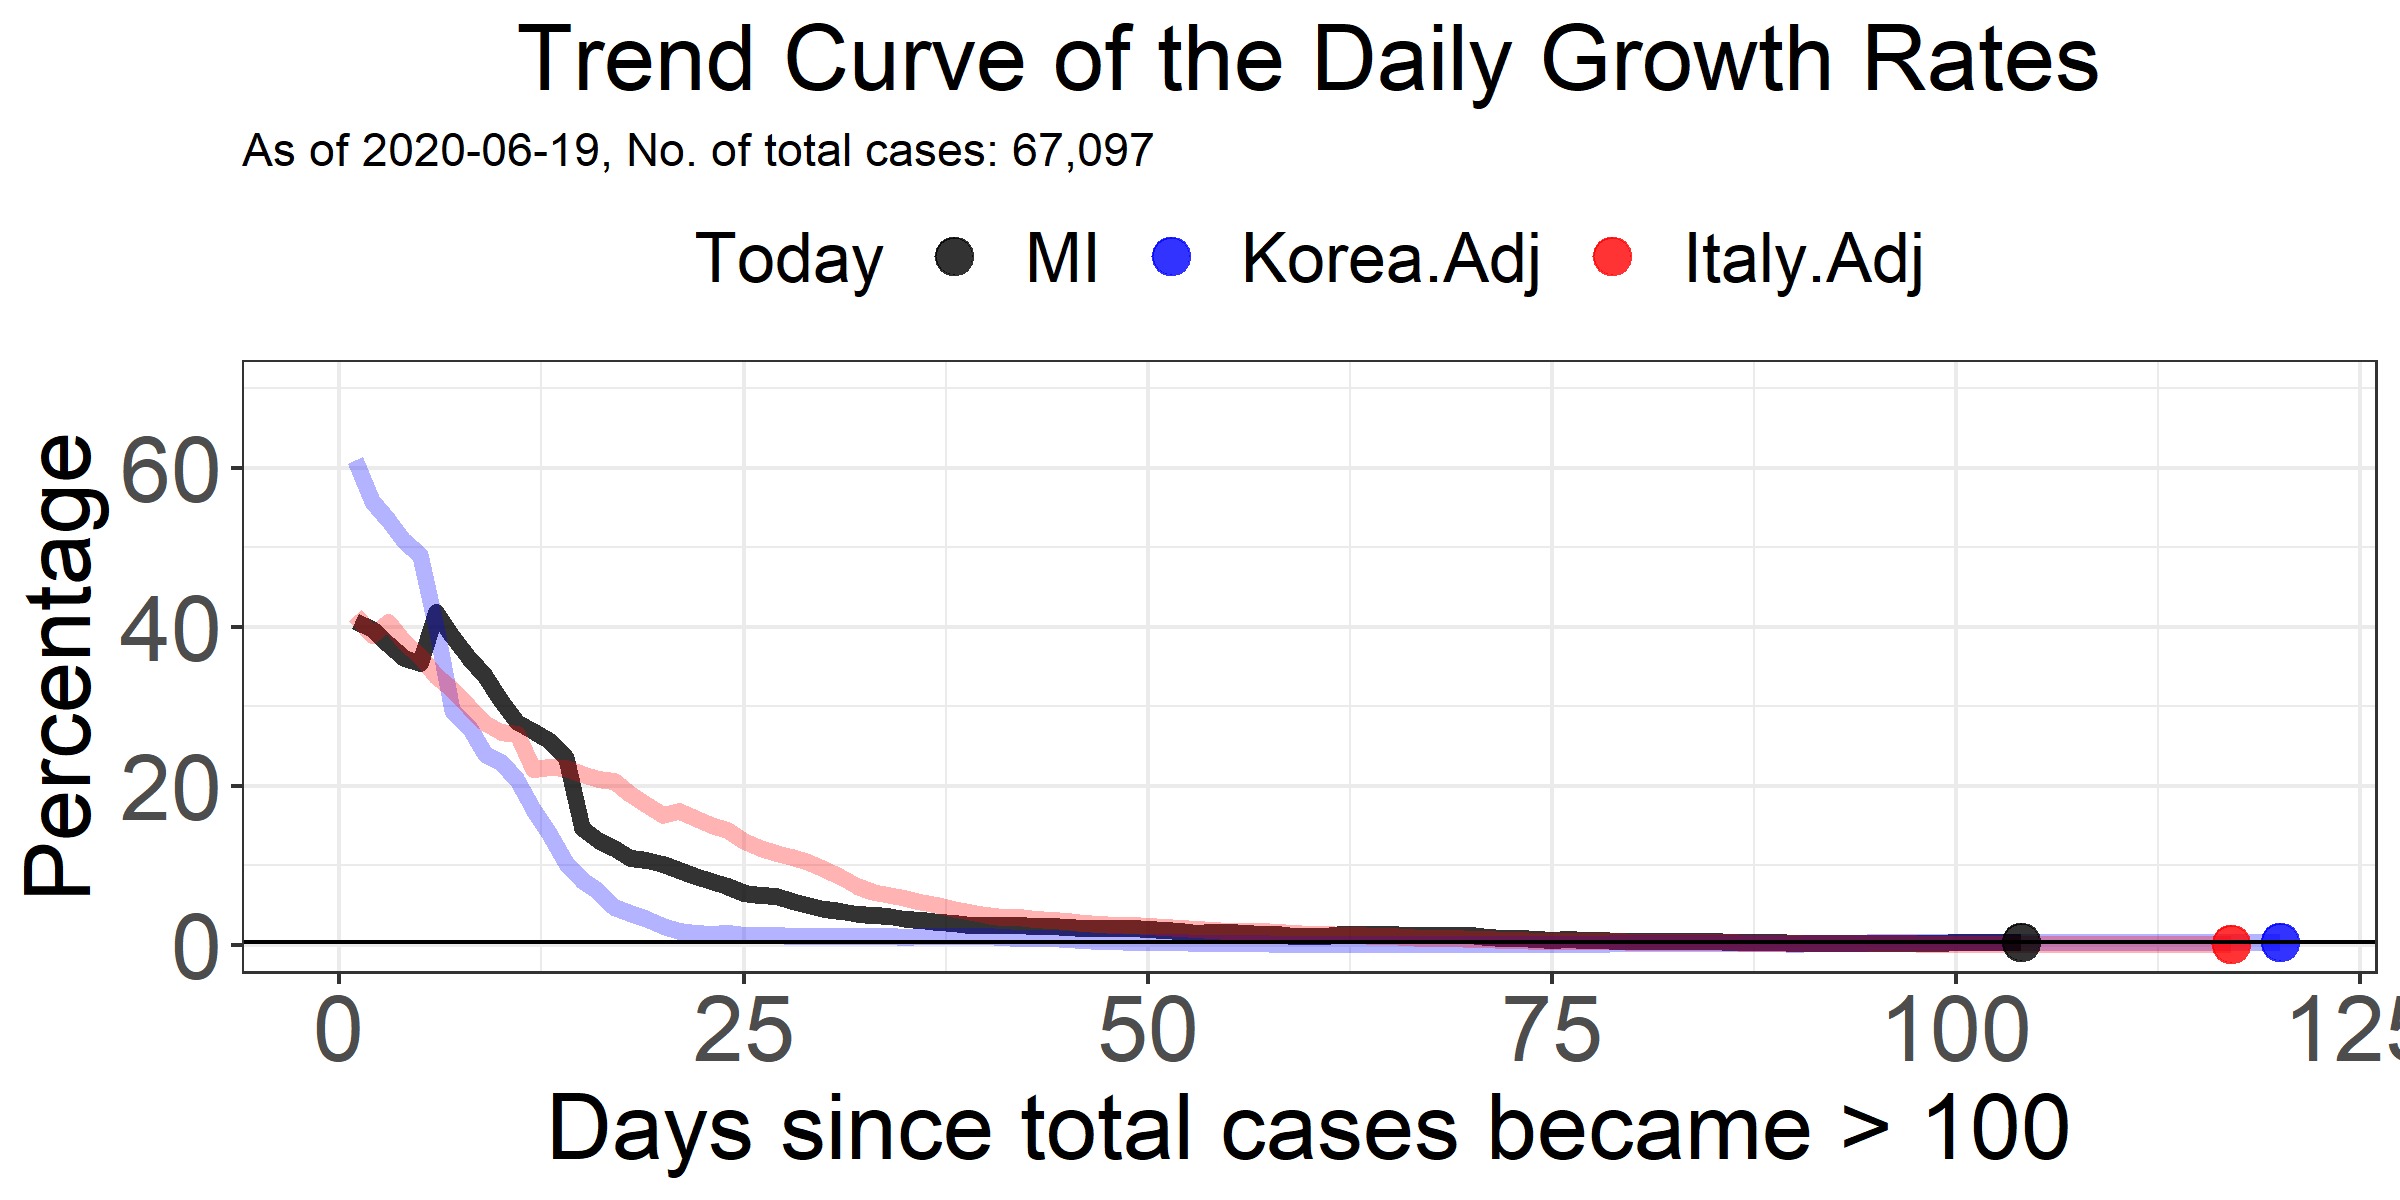 Trend Curve of the Daily Growth Rates
As of 2020-06-19, No. of total cases: 67,097
Today MI Korea.Adj Italy.Adj
Percentage
60
40
20
0
0 25 50 75 100 125
Days since total cases became > 100